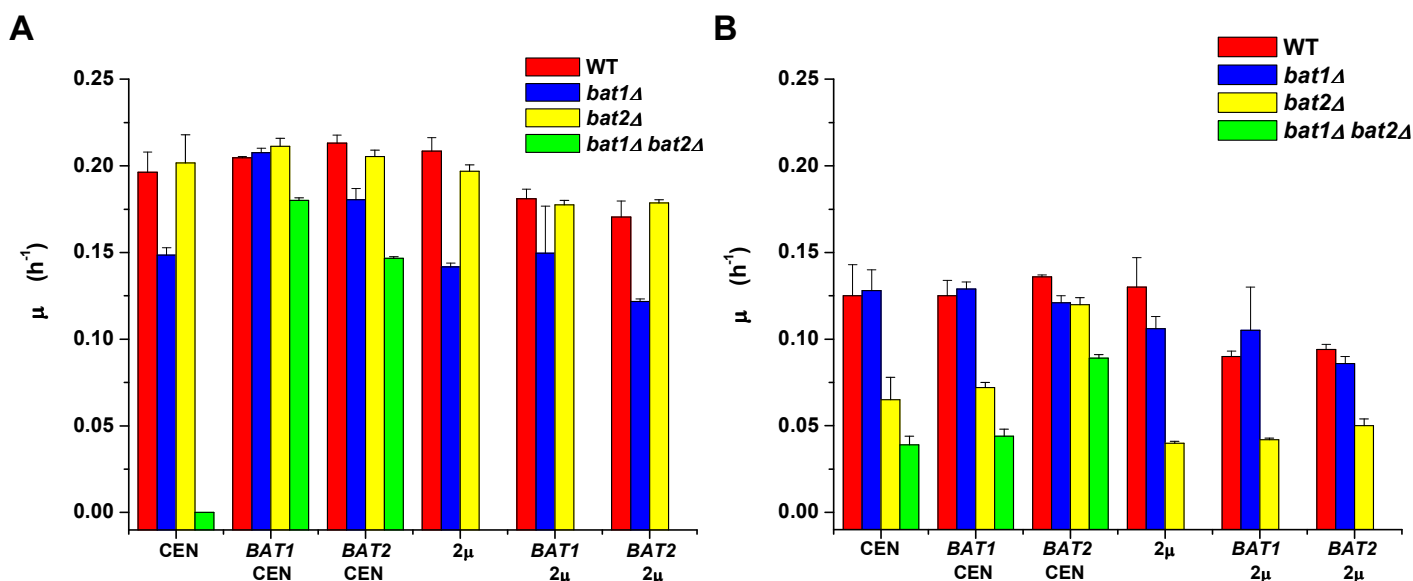 A
WT
bat1Δ
bat2Δ
bat1Δ bat2Δ
0.25
0.20
0.15
0.10
0.05
0.00
μ (h-1)
CEN
BAT1 CEN
BAT2 CEN
2μ
BAT1 2μ
BAT2 2μ
B
WT
bat1Δ
bat2Δ
bat1Δ bat2Δ
0.25
0.20
0.15
0.10
0.05
0.00
μ (h-1)
CEN
BAT1 CEN
BAT2 CEN
2μ
BAT1 2μ
BAT2 2μ